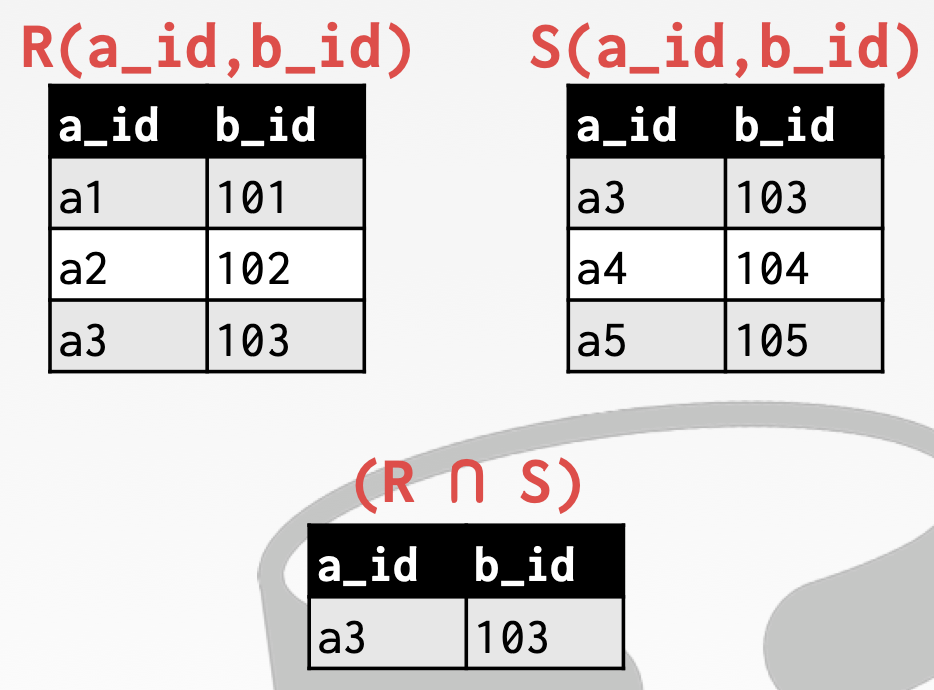 R(a_id,b_id) S(a_id,b_id)
a_id b_id a_id b_id
a1 101 a3 103
a2 102 a4 104
a3 103 a5 105
(R ∩ S)
a_id b_id
a3 103